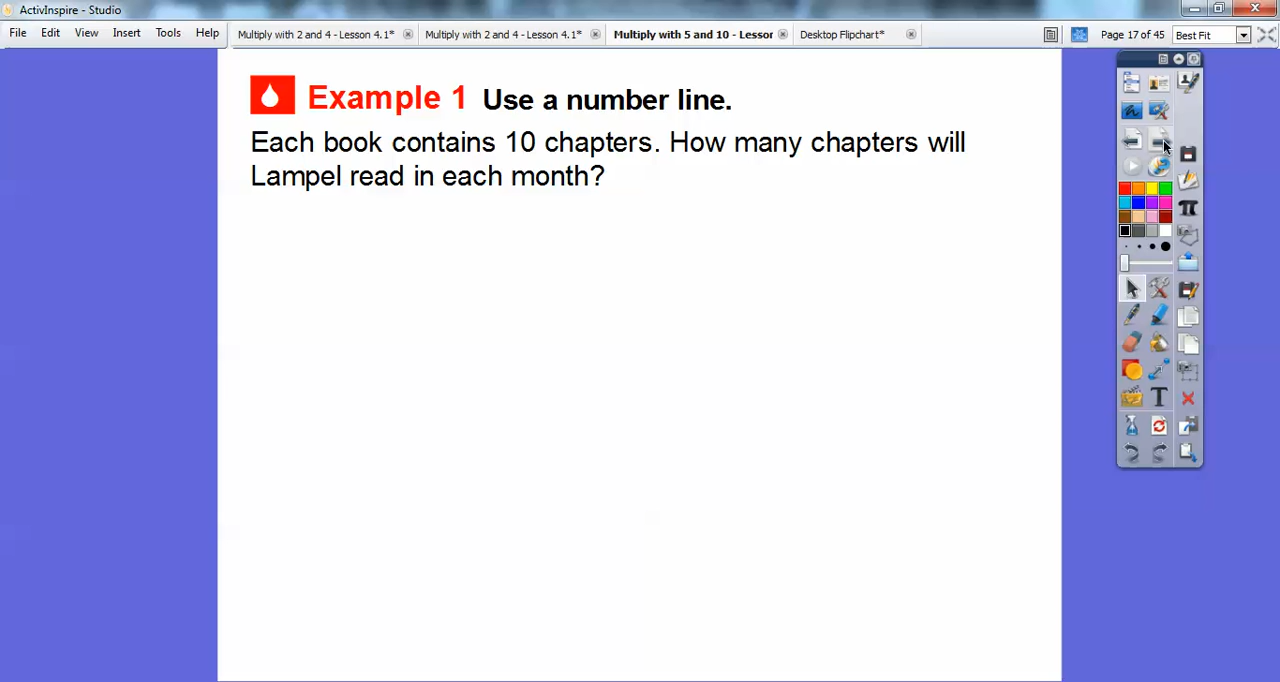 ActivInspire - Studio
File Edit View Insert Tools Help
Multiply with 2 and 4 - Lesson 4.1* Multiply with 2 and 4 - Lesson 4.1* Multiply with 5 and 10 - Lessor Desktop Flipchart* Page 17 of 45 Best Fit
Example 1 Use a number line.
Each book contains 10 chapters. How many chapters will
Lampel read in each month?